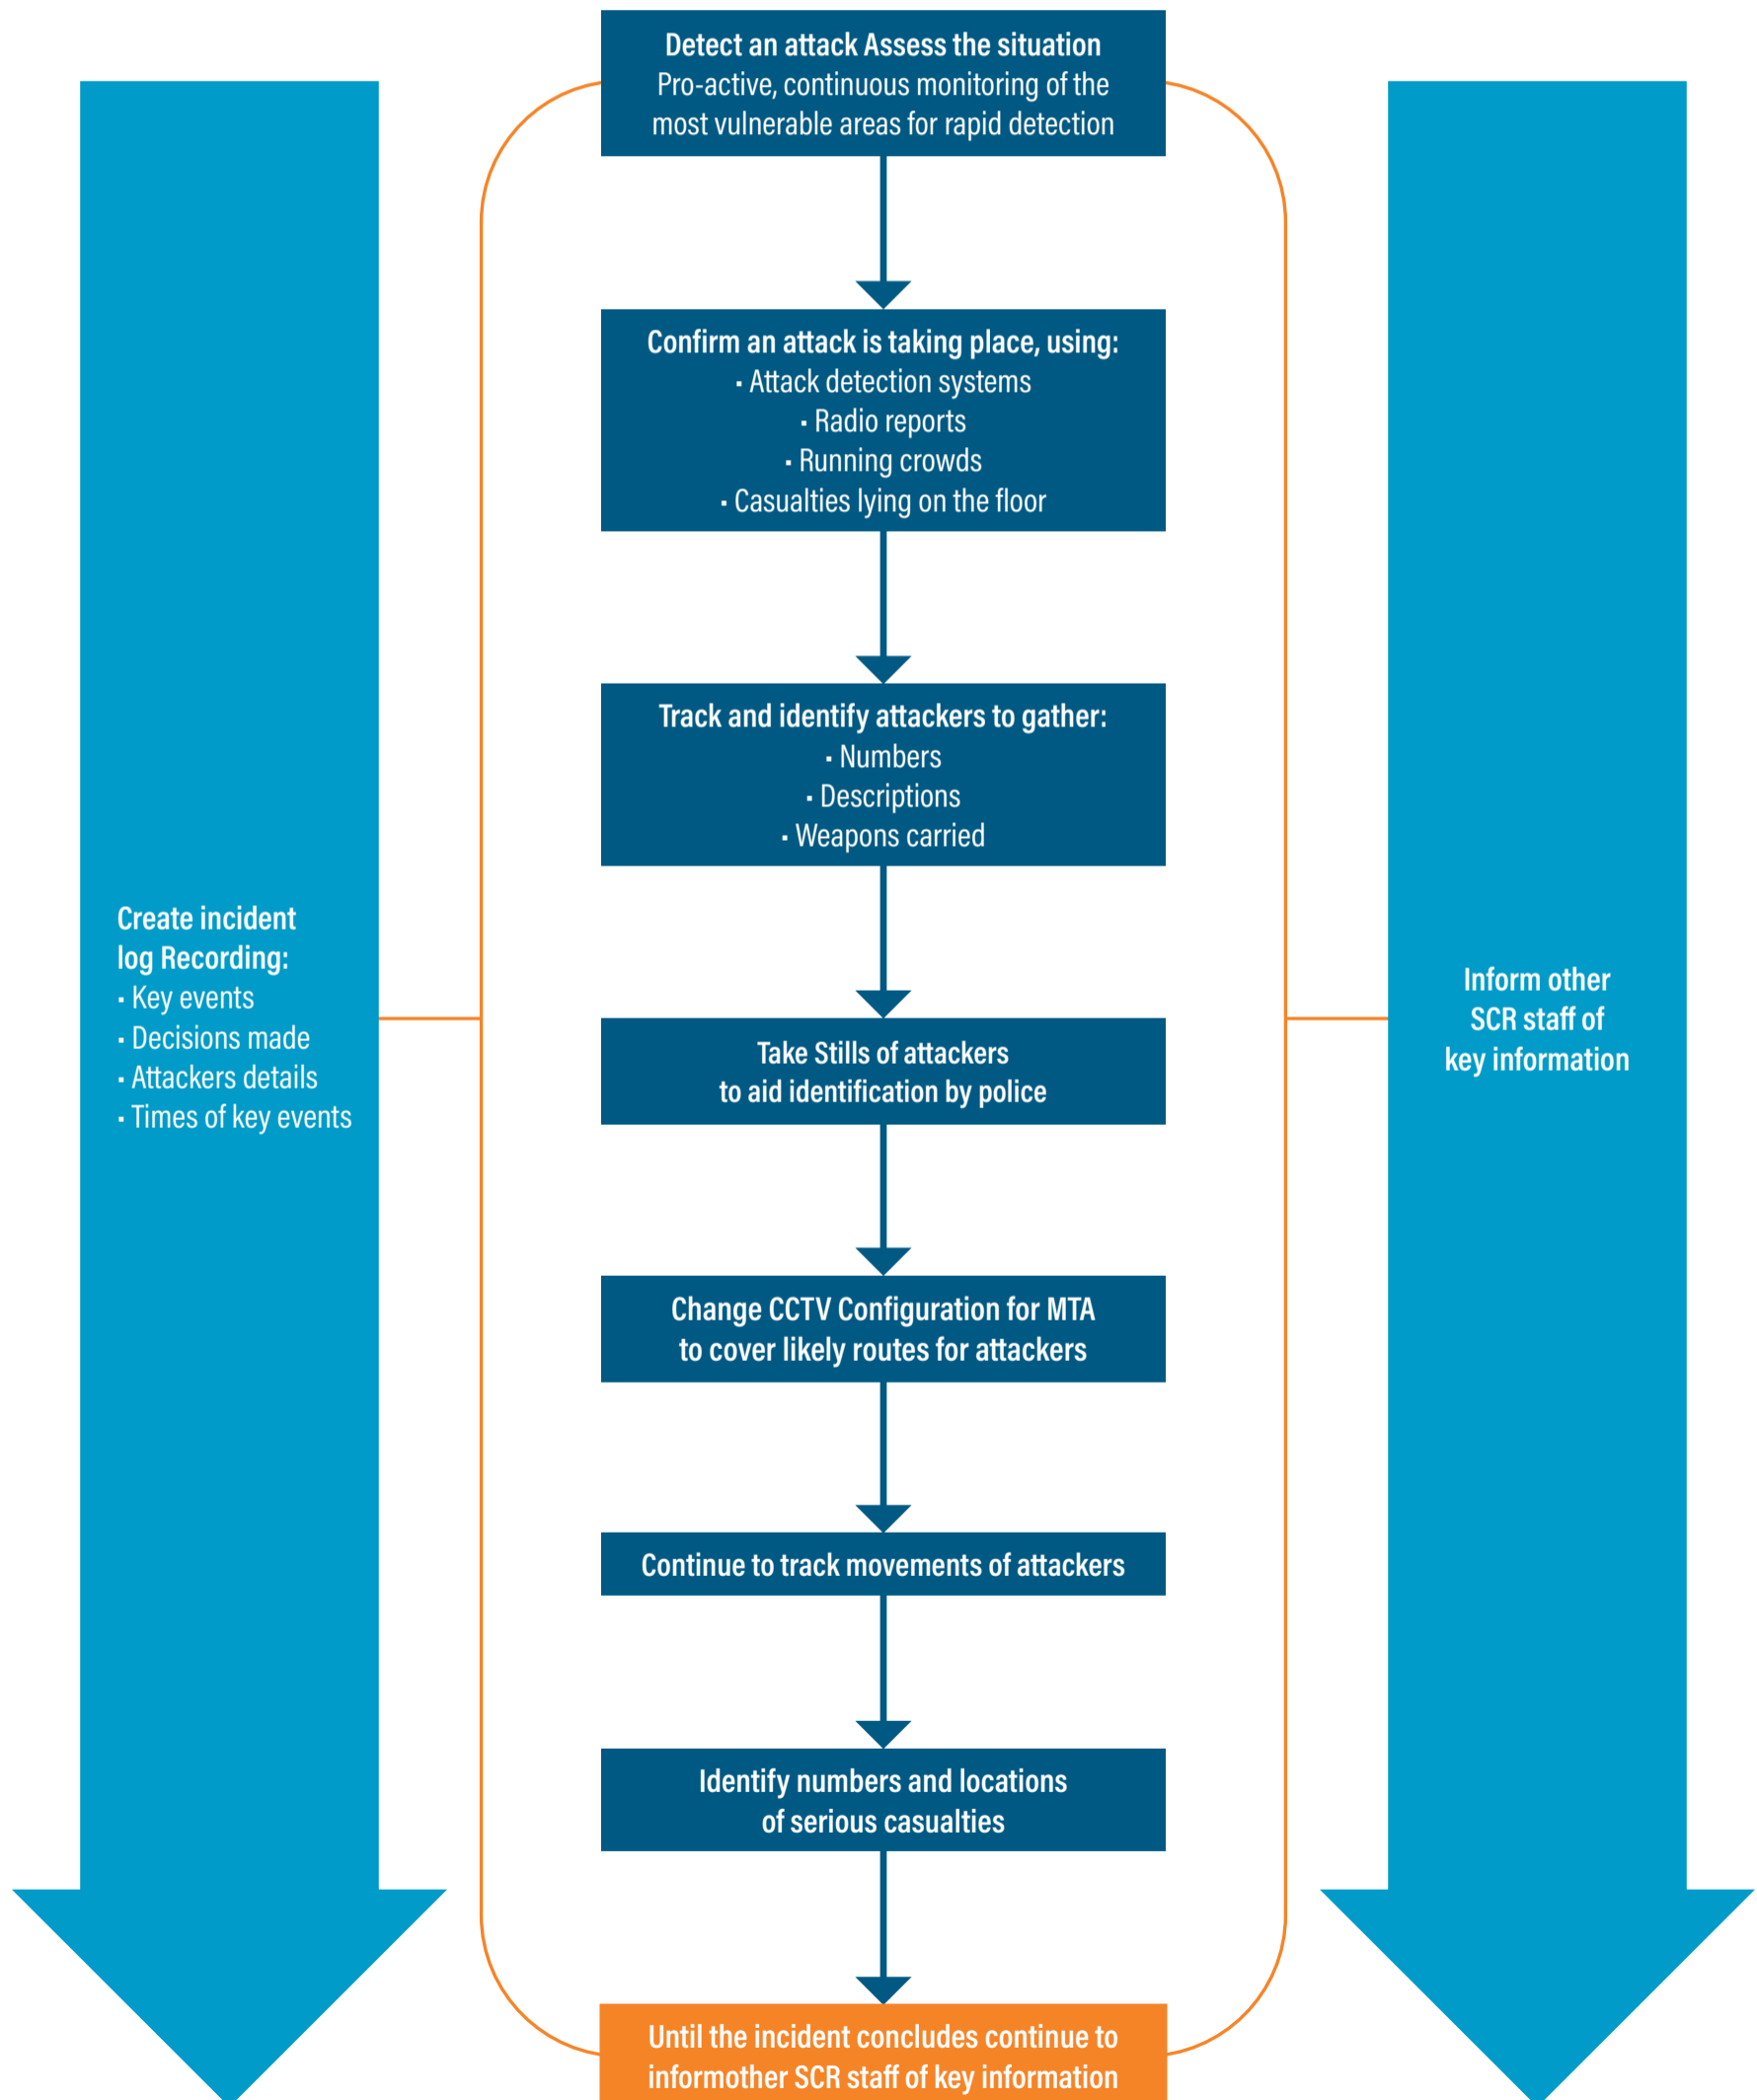 Detect an attack Assess the situation
Pro-active, continuous monitoring of the
most vulnerable areas for rapid detection
Confirm an attack is taking place, using:
▪ Attack detection systems
▪ Radio reports
▪ Running crowds
▪ Casualties lying on the floor
Track and identify attackers to gather:
▪ Numbers
▪ Descriptions
▪ Weapons carried
Create incident
log Recording:
▪ Key events
▪ Decisions made
▪ Attackers details
▪ Times of key events
Inform other
SCR staff of
key information
Take Stills of attackers
to aid identification by police
Change CCTV Configuration for MTA
to cover likely routes for attackers
Continue to track movements of attackers
Identify numbers and locations
of serious casualties
Until the incident concludes continue to
informother SCR staff of key information